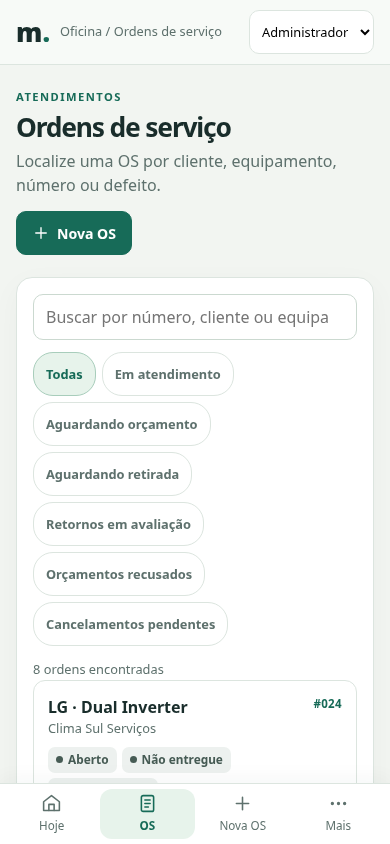 m. Oficina / Ordens de serviço Administrador
ATENDIMENTOS
Ordens de serviço
Localize uma OS por cliente, equipamento,
número ou defeito.
Nova OS
Buscar por número, cliente ou equipa
Todas Em atendimento
Aguardando orçamento
Aguardando retirada
Retornos em avaliação
Orçamentos recusados
Cancelamentos pendentes
8 ordens encontradas
LG · Dual Inverter #024
Clima Sul Serviços
Aberto Não entregue
Hoje OS Nova OS Mais